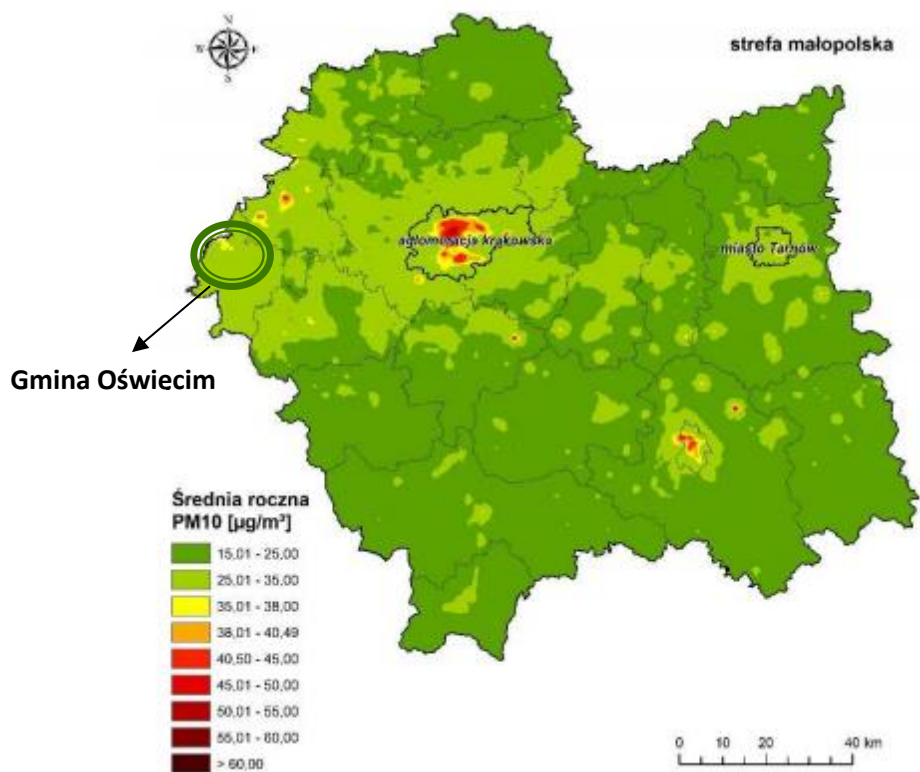 N
W
E
S
strefa małopolska
aglomeracja krakowska
miasto Tarnów
Gmina Oświecim
Średnia roczna
PM10 [µg/m³]
15,01 - 25,00
25,01 - 35,00
35,01 - 38,00
38,01 - 40,49
40,50 - 45,00
45,01 - 50,00
50,01 - 55,00
55,01 - 60,00
> 60,00
0 10 20 40 km